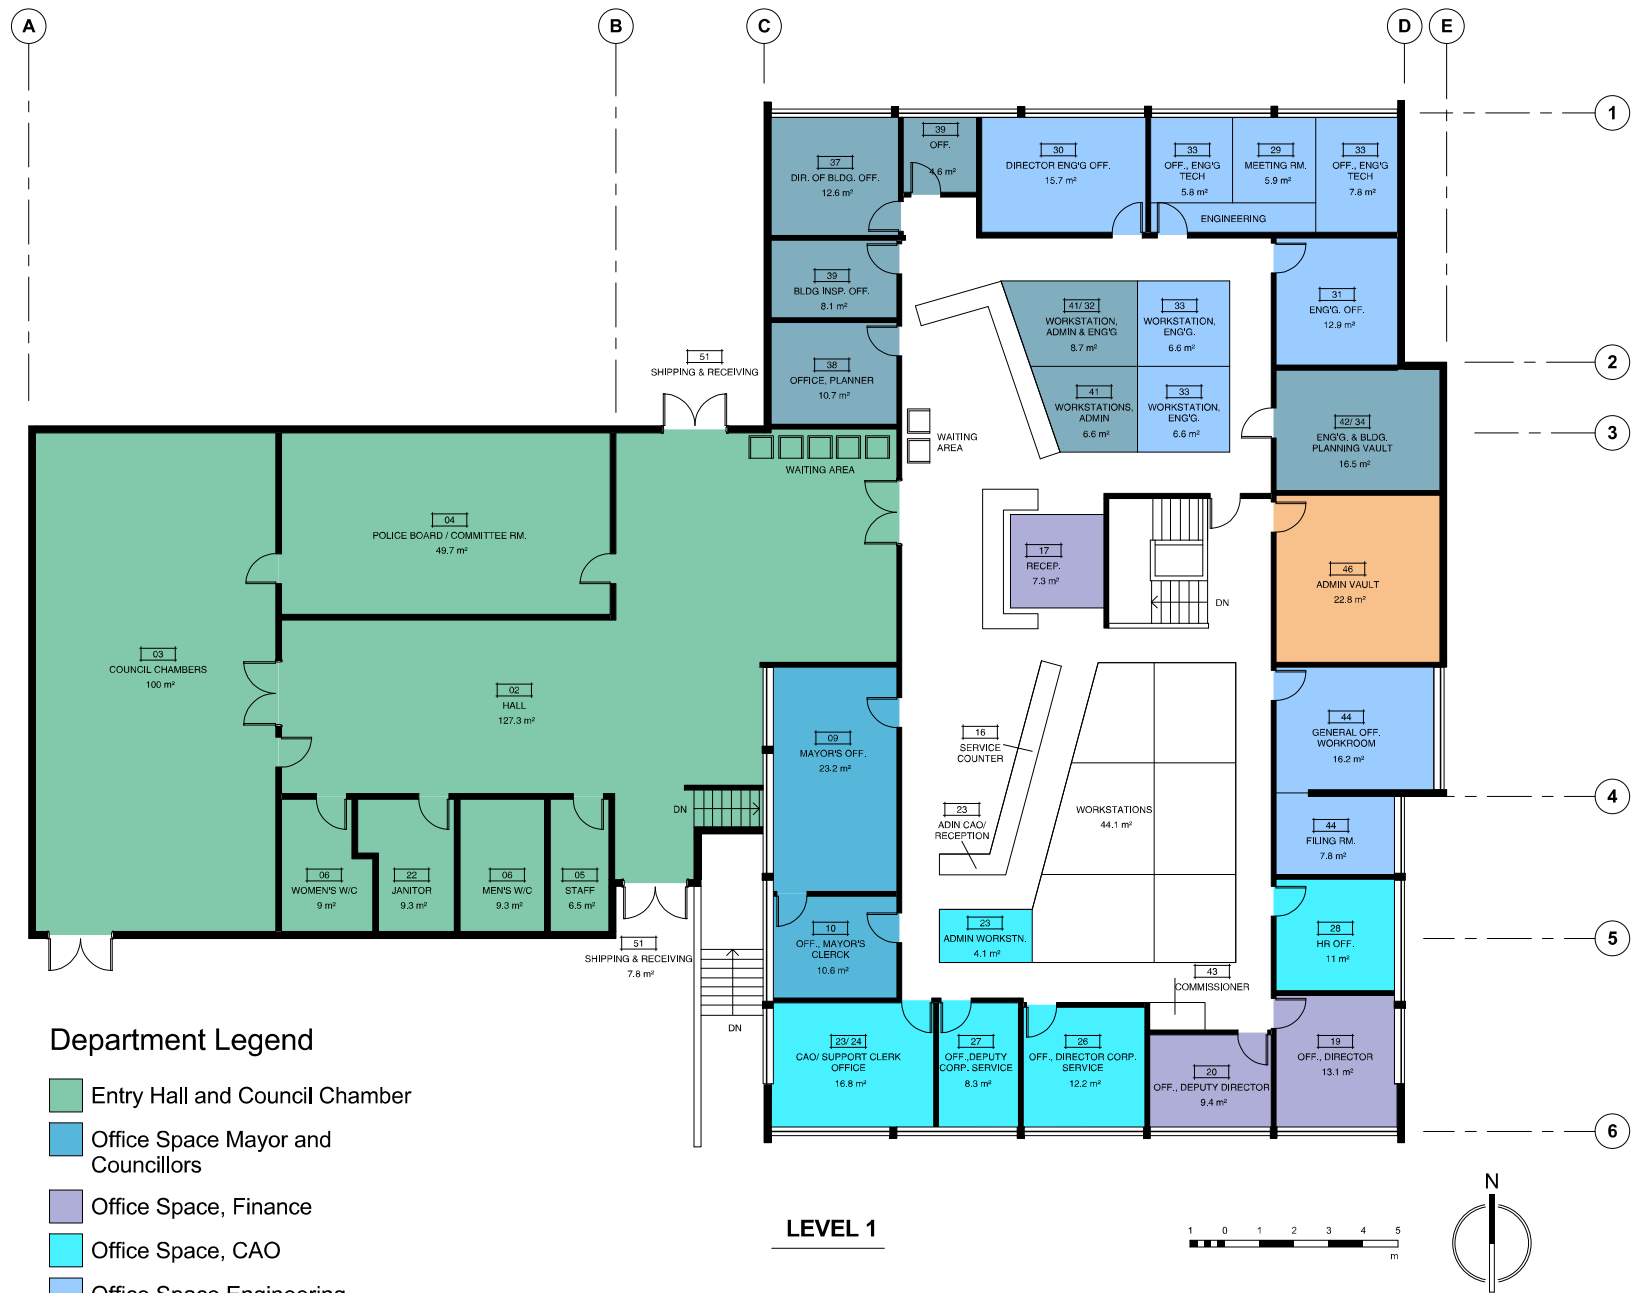 A
B
C
D
E
1
37
DIR. OF BLDG. OFF.
12.6 m²
39
OFF.
4.6 m²
30
DIRECTOR ENG'G OFF.
15.7 m²
33
OFF., ENG'G
TECH
5.8 m²
29
MEETING RM.
5.9 m²
33
OFF., ENG'G
TECH
7.8 m²
ENGINEERING
39
BLDG INSP. OFF.
8.1 m²
41/ 32
WORKSTATION,
ADMIN & ENG'G
8.7 m²
33
WORKSTATION,
ENG'G.
6.6 m²
31
ENG'G. OFF.
12.9 m²
2
51
SHIPPING & RECEIVING
38
OFFICE, PLANNER
10.7 m²
41
WORKSTATIONS,
ADMIN
6.6 m²
33
WORKSTATION,
ENG'G.
6.6 m²
42/ 34
ENG'G. & BLDG.
PLANNING VAULT
16.5 m²
3
WAITING AREA
WAITING
AREA
04
POLICE BOARD / COMMITTEE RM.
49.7 m²
17
RECEP.
7.3 m²
DN
46
ADMIN VAULT
22.8 m²
03
COUNCIL CHAMBERS
100 m²
02
HALL
127.3 m²
09
MAYOR'S OFF.
23.2 m²
16
SERVICE
COUNTER
44
GENERAL OFF.
WORKROOM
16.2 m²
4
DN
23
ADIN CAO/
RECEPTION
WORKSTATIONS
44.1 m²
44
FILING RM.
7.8 m²
06
WOMEN'S W/C
9 m²
22
JANITOR
9.3 m²
06
MEN'S W/C
9.3 m²
05
STAFF
6.5 m²
51
SHIPPING & RECEIVING
7.8 m²
10
OFF., MAYOR'S
CLERCK
10.6 m²
23
ADMIN WORKSTN.
4.1 m²
28
HR OFF.
11 m²
5
43
COMMISSIONER
DN
23/ 24
CAO/ SUPPORT CLERK
OFFICE
16.8 m²
27
OFF.,DEPUTY
CORP. SERVICE
8.3 m²
26
OFF., DIRECTOR CORP.
SERVICE
12.2 m²
20
OFF., DEPUTY DIRECTOR
9.4 m²
19
OFF., DIRECTOR
13.1 m²
6
Department Legend
Entry Hall and Council Chamber
Office Space Mayor and
Councillors
Office Space, Finance
Office Space, CAO
Office Space Engineering
LEVEL 1
1 0 1 2 3 4 5
m
N